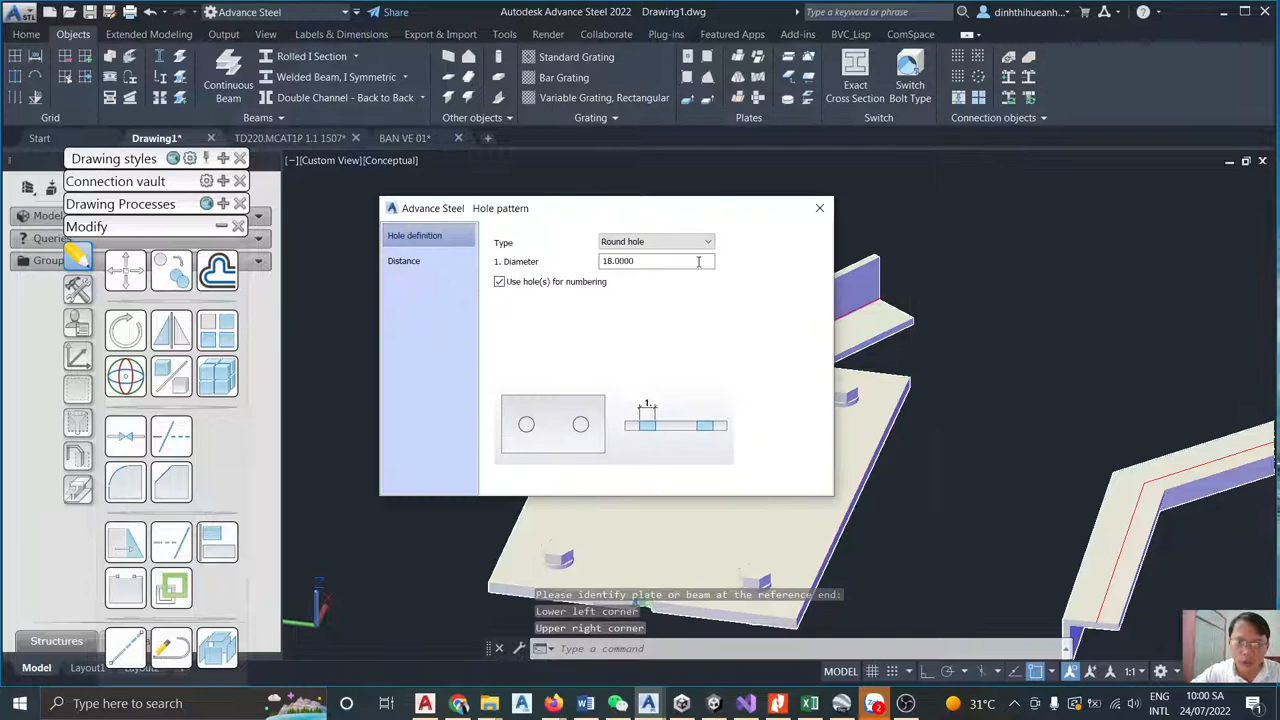 Advance Steel
Share
Autodesk Advance Steel 2022 Drawing1.dwg
Type a keyword or phrase
dinhthihueanh...
Home
Objects
Extended Modeling
Output
View
Labels & Dimensions
Export & Import
Tools
Render
Collaborate
Plug-ins
Featured Apps
Add-ins
BVC_Lisp
ComSpace
Rolled I Section
Welded Beam, I Symmetric
Double Channel - Back to Back
Continuous
Beam
Standard Grating
Bar Grating
Variable Grating, Rectangular
Exact
Cross Section
Switch
Bolt Type
Grid
Beams
Other objects
Grating
Plates
Switch
Connection objects
Start
Drawing1*
TD220.MCAT1P 1.1 1507*
BAN VE 01*
Drawing styles
Connection vault
Drawing Processes
Modify
[−][Custom View][Conceptual]
Advance Steel Hole pattern
Hole definition
Distance
Type
Round hole
1. Diameter
18.0000
Use hole(s) for numbering
1.
Please identify plate or beam at the reference end:
Lower left corner
Upper right corner
Type a command
Structures
Model
Layout1
MODEL
1:1
Type here to search
2
31°C
ENG
INTL
10:00 SA
24/07/2022